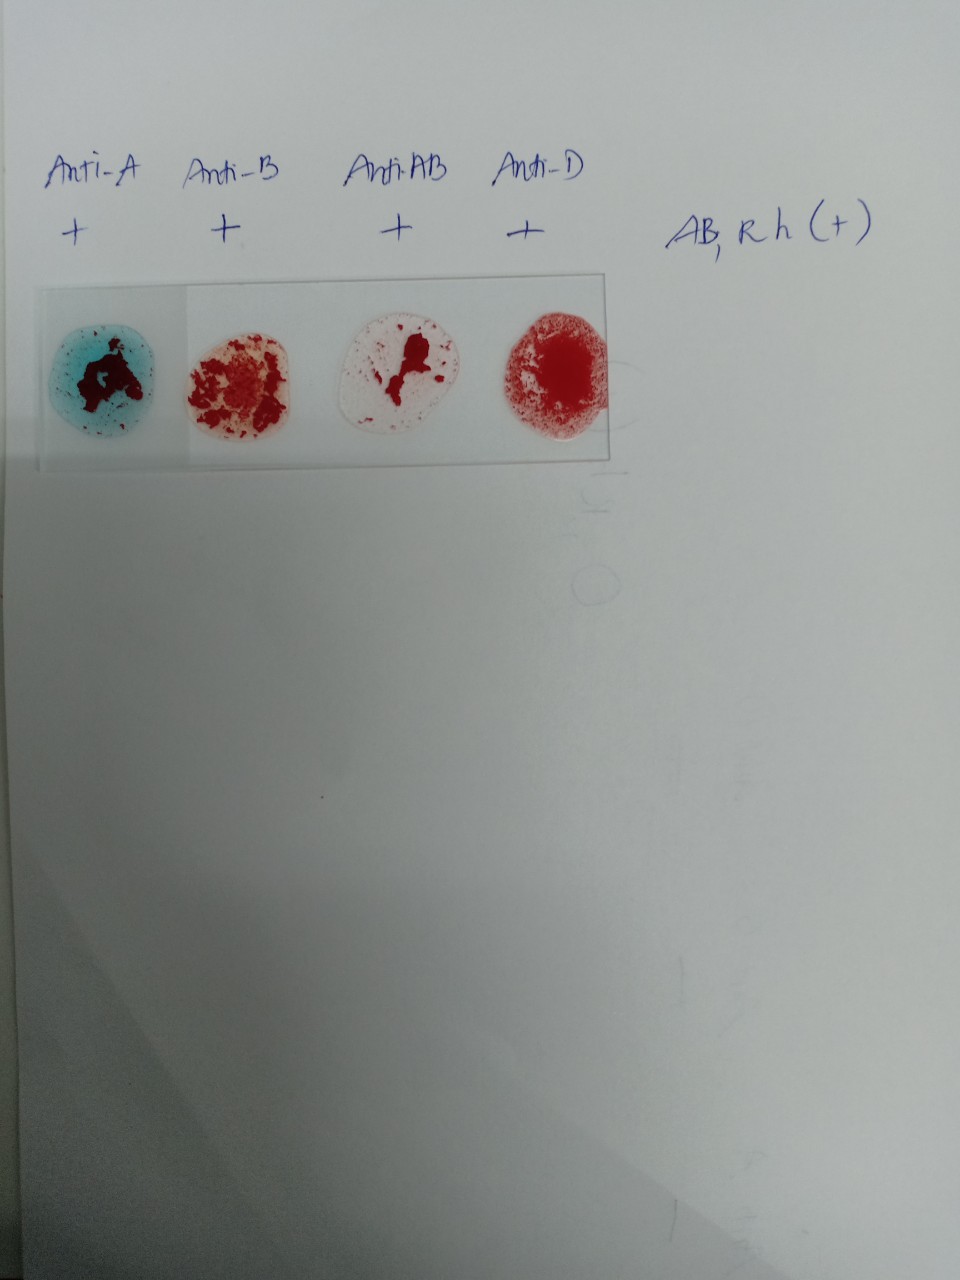 Anti-A Anti-B Anti-AB Anti-D
+ + + + AB, Rh (+)